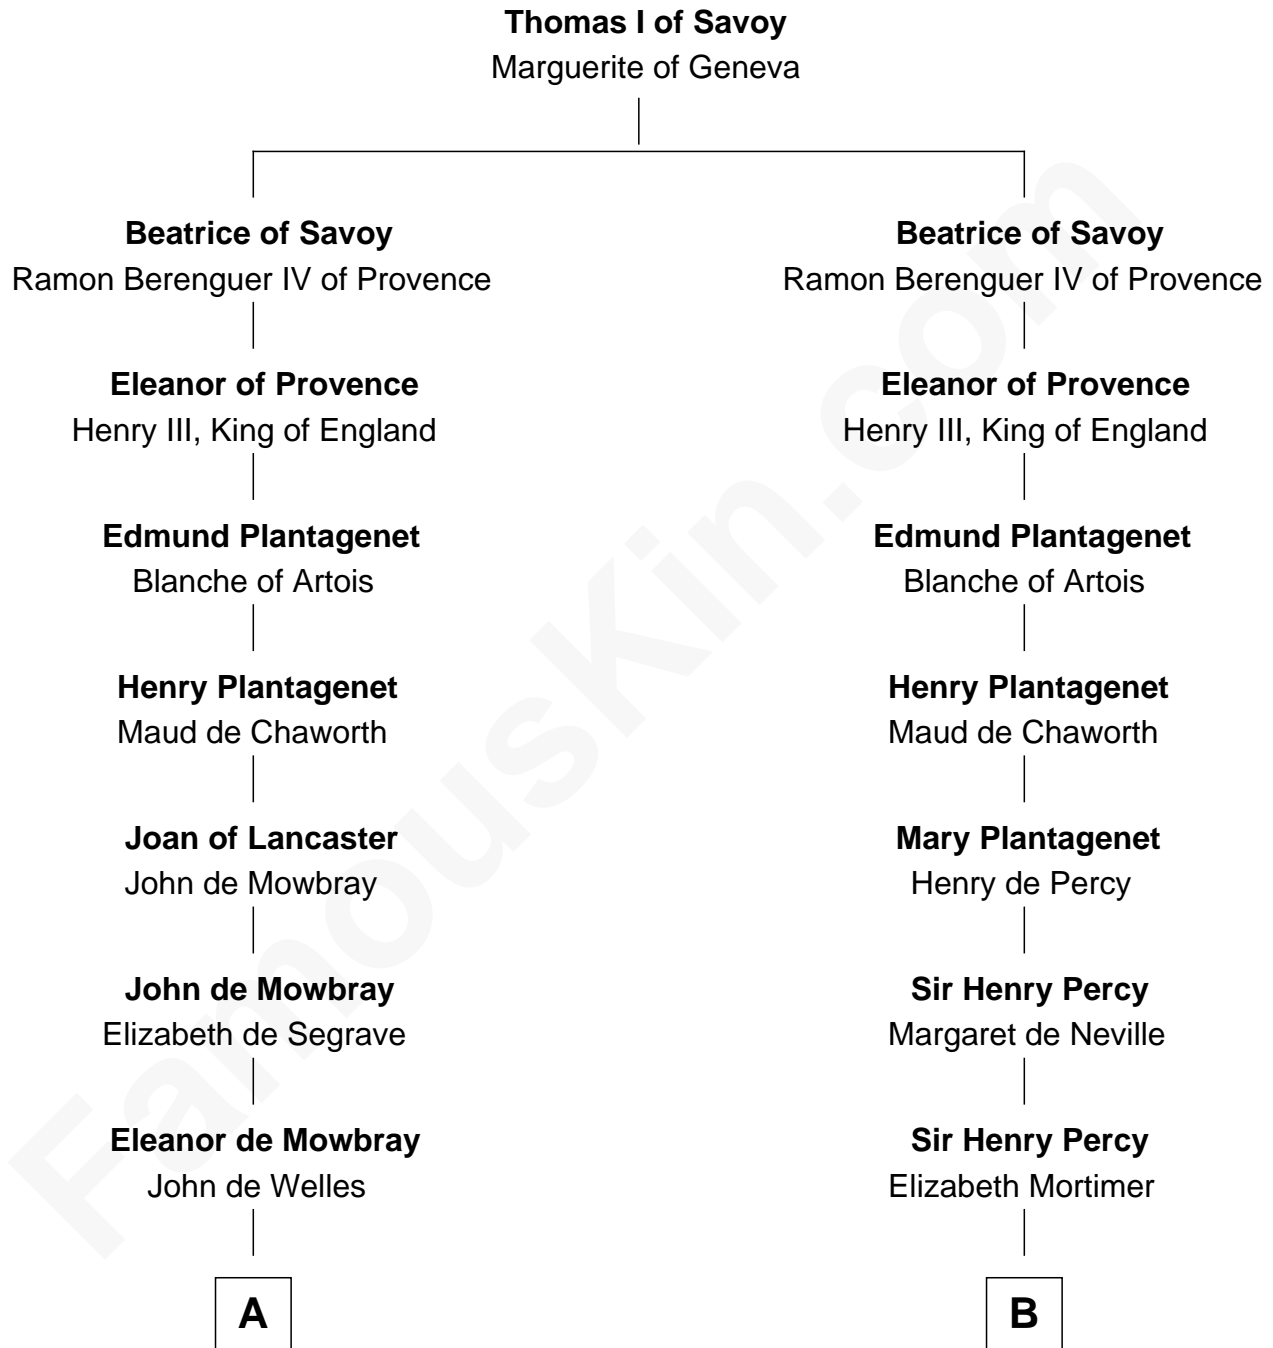 Thomas I of Savoy
Marguerite of Geneva
Beatrice of Savoy
Ramon Berenguer IV of Provence
Eleanor of Provence
Henry III, King of England
Edmund Plantagenet
Blanche of Artois
Henry Plantagenet
Maud de Chaworth
Joan of Lancaster
John de Mowbray
John de Mowbray
Elizabeth de Segrave
Eleanor de Mowbray
John de Welles
A
Beatrice of Savoy
Ramon Berenguer IV of Provence
Eleanor of Provence
Henry III, King of England
Edmund Plantagenet
Blanche of Artois
Henry Plantagenet
Maud de Chaworth
Mary Plantagenet
Henry de Percy
Sir Henry Percy
Margaret de Neville
Sir Henry Percy
Elizabeth Mortimer
B
FamousKin.com